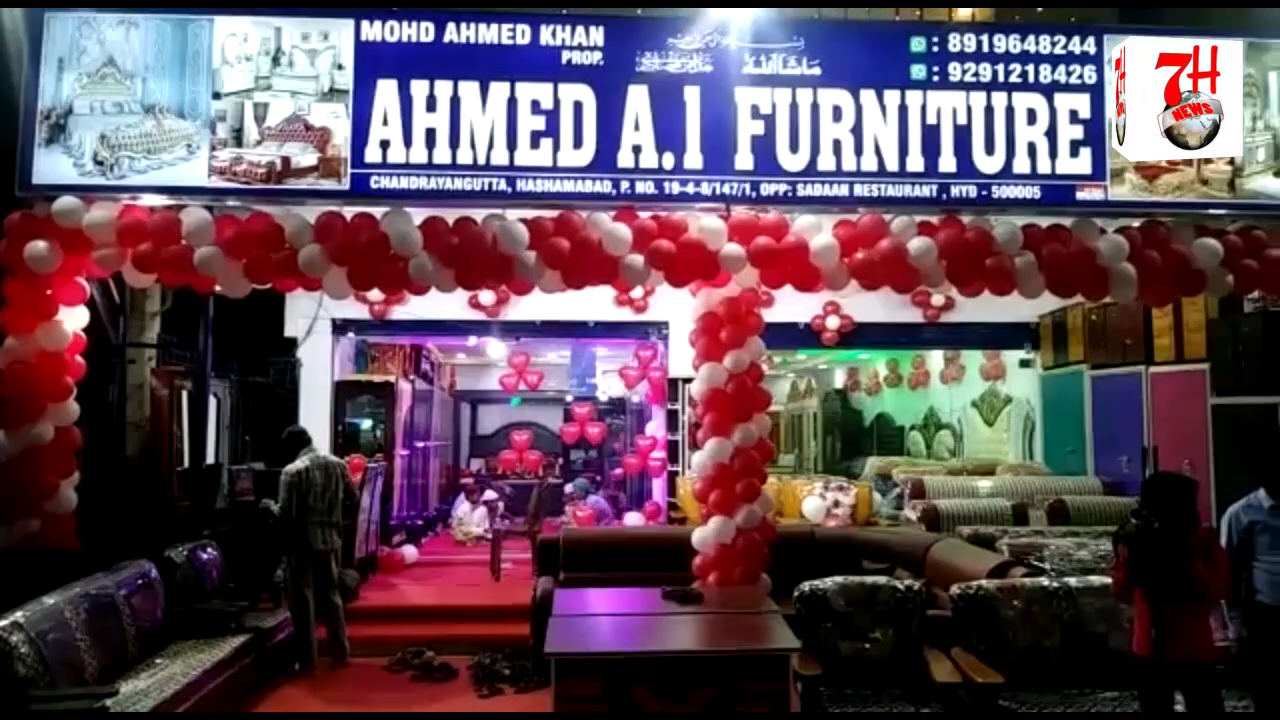 MOHD AHMED KHAN
PROP.
ماشاالله
: 8919648244
: 9291218426
AHMED A.1 FURNITURE
CHANDRAYANGUTTA, HASHAMABAD, P. NO. 19-4-8/147/1, OPP: SADAAN RESTAURANT , HYD - 500005
7H
NEWS